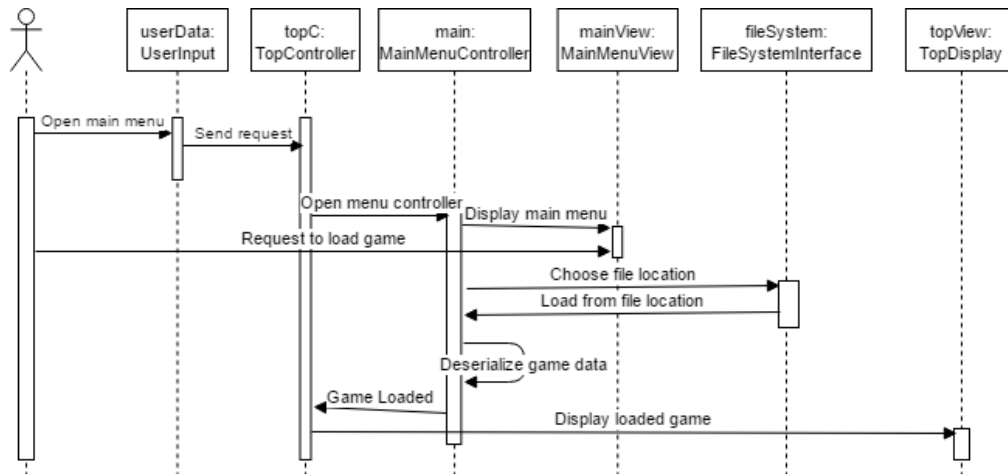 userData:
UserInput
topC:
TopController
main:
MainMenuController
mainView:
MainMenuView
fileSystem:
FileSystemInterface
topView:
TopDisplay
Open main menu
Send request
Open menu controller
Display main menu
Request to load game
Choose file location
Load from file location
Deserialize game data
Game Loaded
Display loaded game